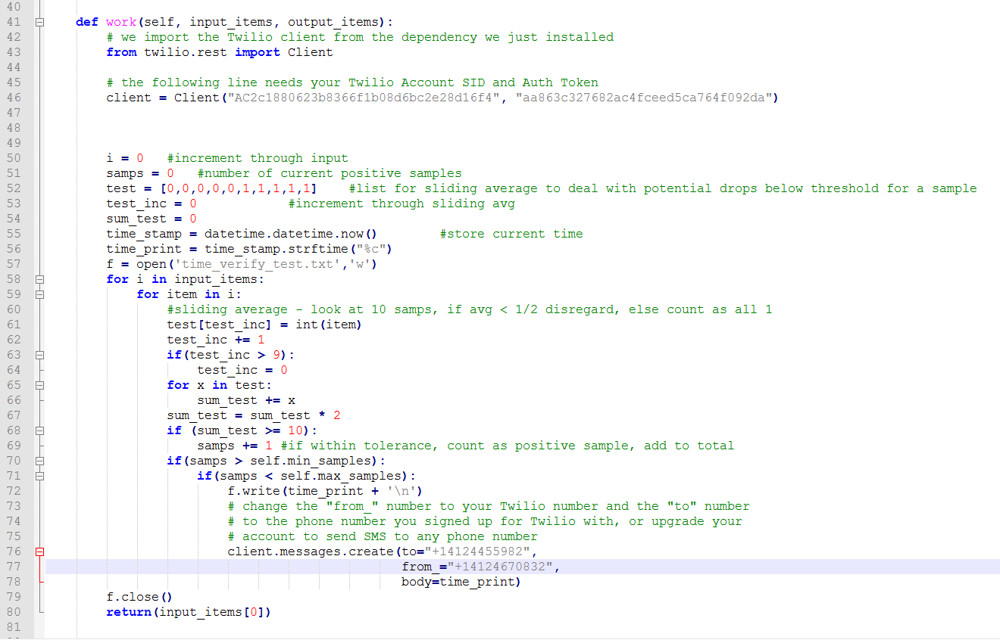 40
41 def work(self, input_items, output_items):
42 # we import the Twilio client from the dependency we just installed
43 from twilio.rest import Client
44
45 # the following line needs your Twilio Account SID and Auth Token
46 client = Client("AC2c1880623b8366f1b08d6bc2e28d16f4", "aa863c327682ac4fceed5ca764f092da")
47
48
49
50 i = 0 #increment through input
51 samps = 0 #number of current positive samples
52 test = [0,0,0,0,0,1,1,1,1,1] #list for sliding average to deal with potential drops below threshold for a sample
53 test_inc = 0 #increment through sliding avg
54 sum_test = 0
55 time_stamp = datetime.datetime.now() #store current time
56 time_print = time_stamp.strftime("%c")
57 f = open('time_verify_test.txt','w')
58 for i in input_items:
59 for item in i:
60 #sliding average - look at 10 samps, if avg < 1/2 disregard, else count as all 1
61 test[test_inc] = int(item)
62 test_inc += 1
63 if(test_inc > 9):
64 test_inc = 0
65 for x in test:
66 sum_test += x
67 sum_test = sum_test * 2
68 if (sum_test >= 10):
69 samps += 1 #if within tolerance, count as positive sample, add to total
70 if(samps > self.min_samples):
71 if(samps < self.max_samples):
72 f.write(time_print + '\n')
73 # change the "from_" number to your Twilio number and the "to" number
74 # to the phone number you signed up for Twilio with, or upgrade your
75 # account to send SMS to any phone number
76 client.messages.create(to="+14124455982",
77 from_="+14124670832",
78 body=time_print)
79 f.close()
80 return(input_items[0])
81